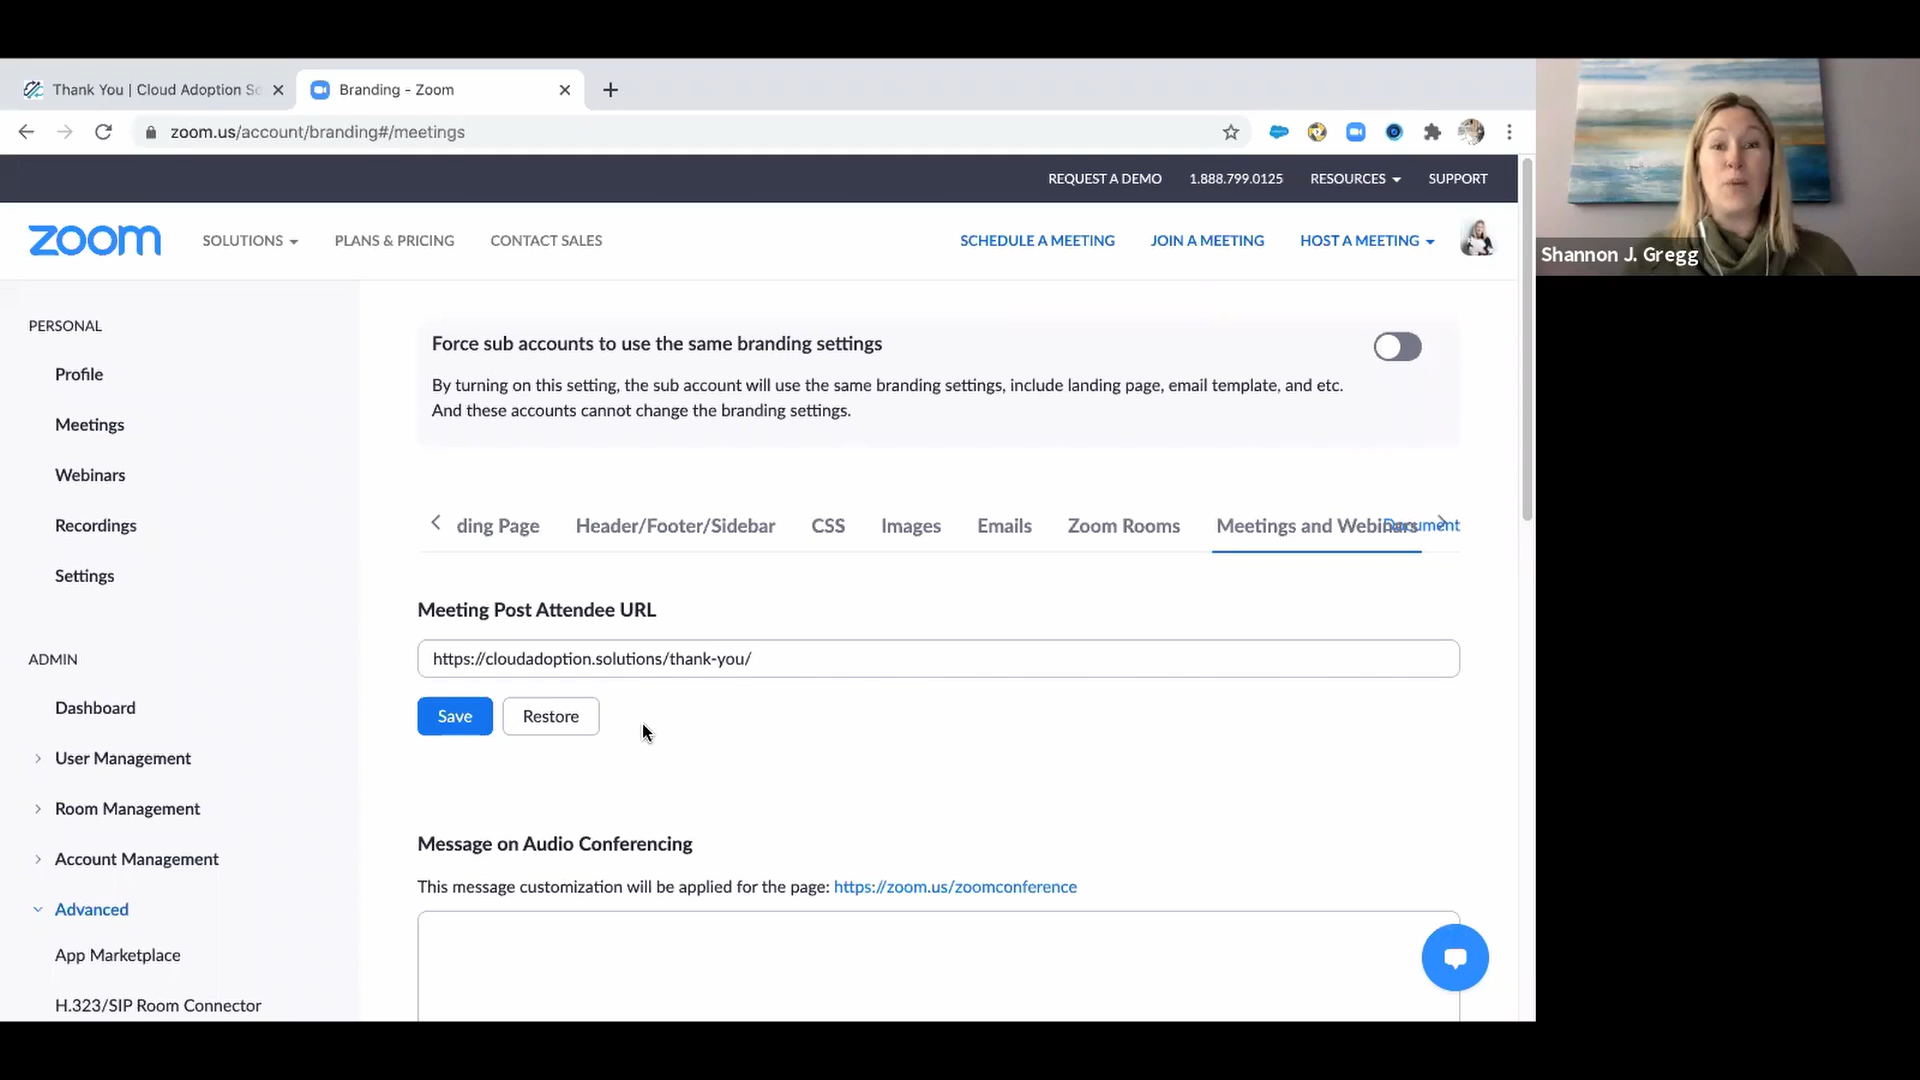 Thank You | Cloud Adoption So
Branding - Zoom
zoom.us/account/branding#/meetings
REQUEST A DEMO 1.888.799.0125 RESOURCES SUPPORT
zoom SOLUTIONS PLANS & PRICING CONTACT SALES SCHEDULE A MEETING JOIN A MEETING HOST A MEETING
Shannon J. Gregg
PERSONAL
Profile
Meetings
Webinars
Recordings
Settings
ADMIN
Dashboard
User Management
Room Management
Account Management
Advanced
App Marketplace
H.323/SIP Room Connector
Force sub accounts to use the same branding settings
By turning on this setting, the sub account will use the same branding settings, include landing page, email template, and etc.
And these accounts cannot change the branding settings.
ding Page Header/Footer/Sidebar CSS Images Emails Zoom Rooms Meetings and Webinars Document
Meeting Post Attendee URL
https://cloudadoption.solutions/thank-you/
Save Restore
Message on Audio Conferencing
This message customization will be applied for the page: https://zoom.us/zoomconference